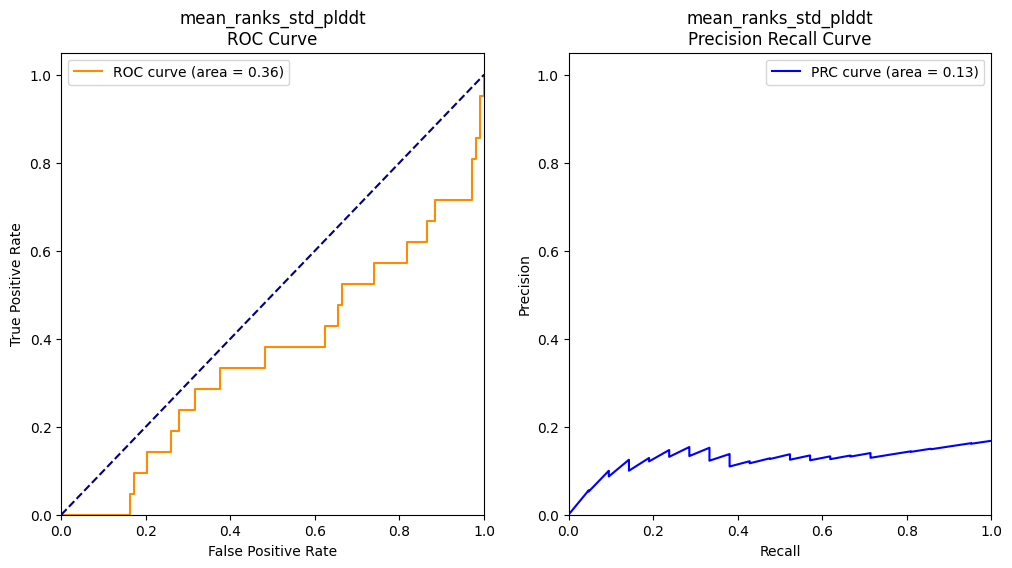 mean_ranks_std_plddt
ROC Curve
ROC curve (area = 0.36)
1.0
0.8
0.6
0.4
0.2
0.0
True Positive Rate
0.0 0.2 0.4 0.6 0.8 1.0
False Positive Rate
mean_ranks_std_plddt
Precision Recall Curve
PRC curve (area = 0.13)
1.0
0.8
0.6
0.4
0.2
0.0
Precision
0.0 0.2 0.4 0.6 0.8 1.0
Recall